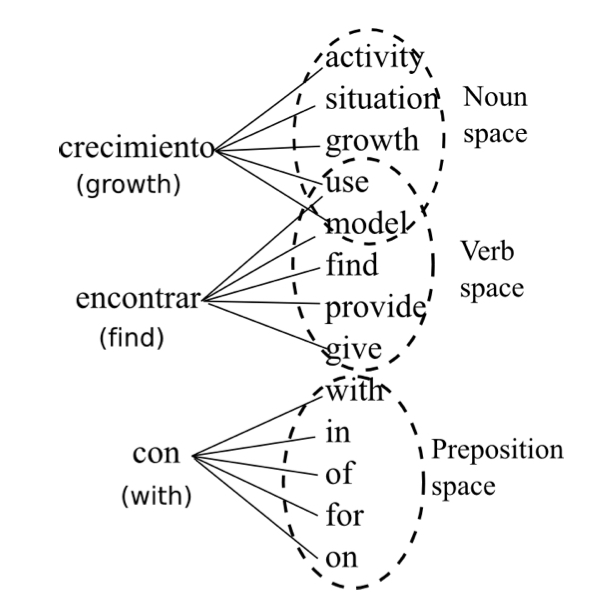 activity
situation
growth
use
model
find
provide
give
with
in
of
for
on
crecimiento
(growth)
encontrar
(find)
con
(with)
Noun
space
Verb
space
Preposition
space